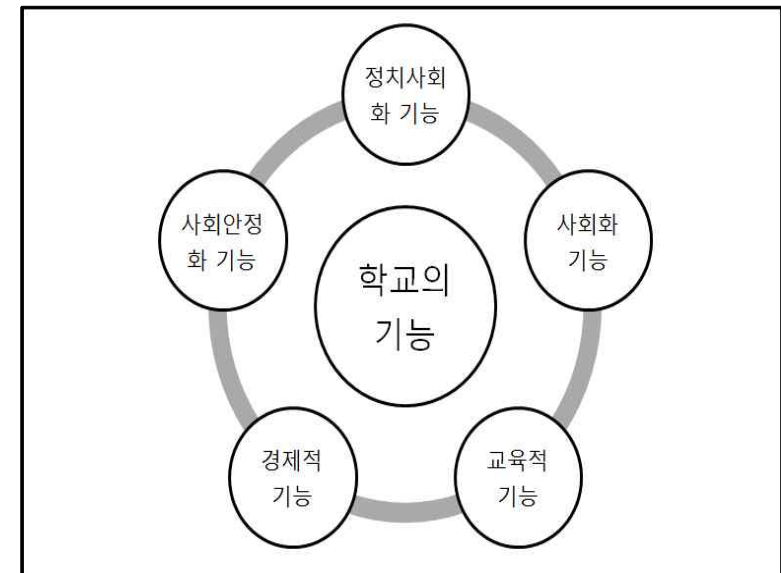 정치사회
화 기능
사회안정
화 기능
사회화
기능
학교의
기능
경제적
기능
교육적
기능